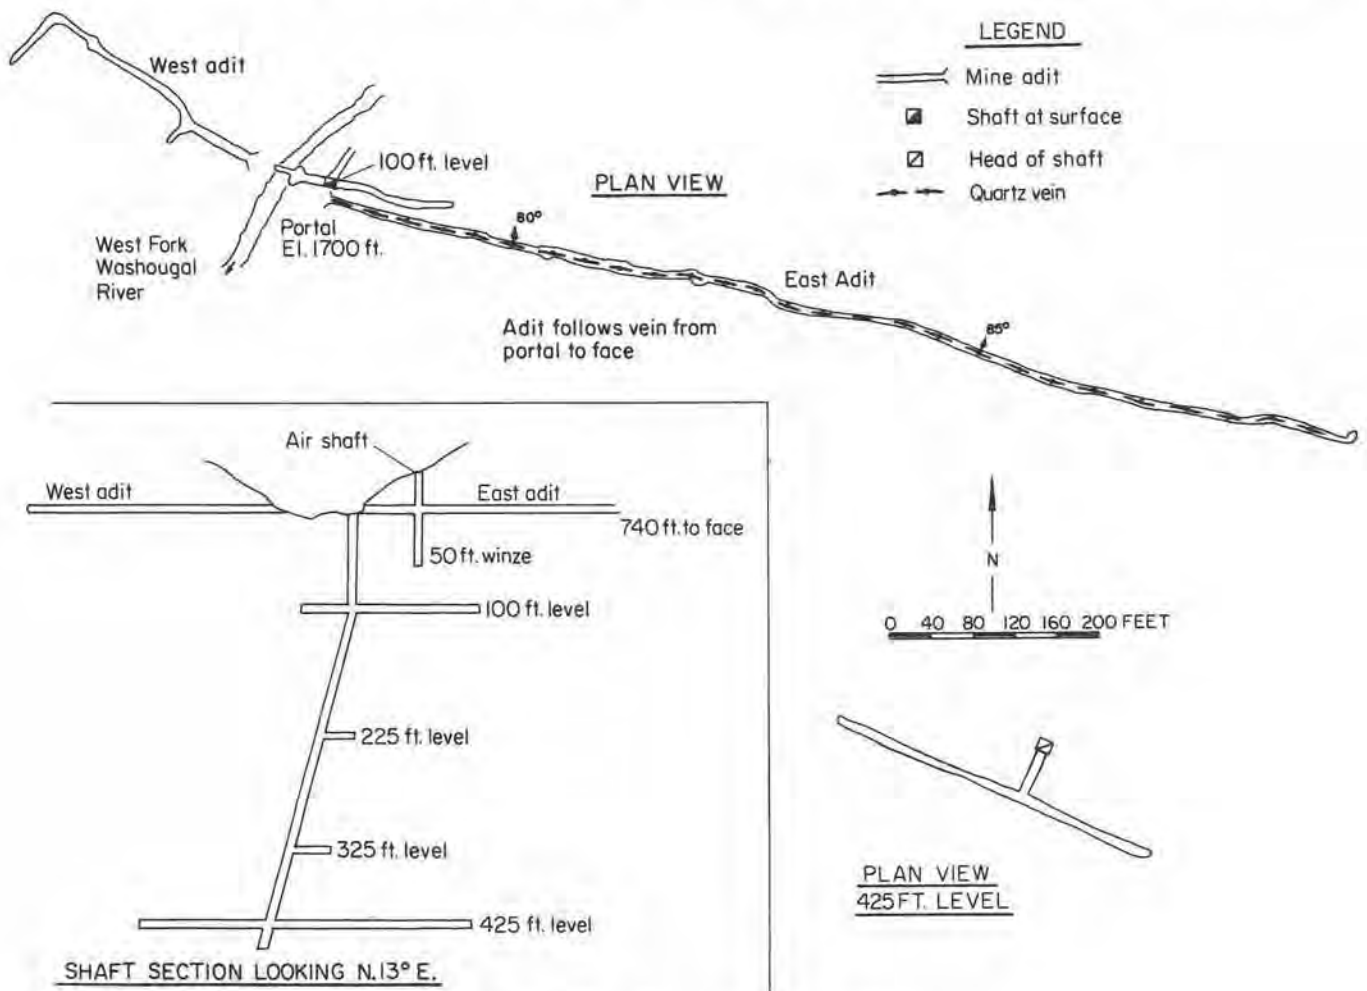 LEGEND
Mine adit
Shaft at surface
Head of shaft
Quartz vein
West adit
100 ft. level
PLAN VIEW
Portal
El. 1700 ft.
West Fork
Washougal
River
80°
East Adit
85°
Adit follows vein from
portal to face
Air shaft
West adit
East adit
740 ft. to face
50 ft. winze
100 ft. level
225 ft. level
325 ft. level
425 ft. level
SHAFT SECTION LOOKING N.13° E.
N
0 40 80 120 160 200 FEET
PLAN VIEW
425 FT. LEVEL